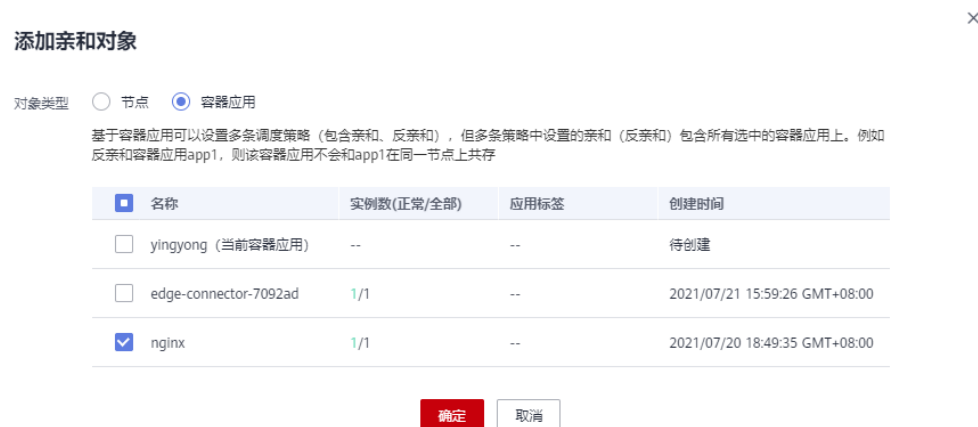 添加亲和对象
对象类型 节点 容器应用
基于容器应用可以设置多条调度策略（包含亲和、反亲和），但多条策略中设置的亲和（反亲和）包含所有选中的容器应用上。例如
反亲和容器应用app1，则该容器应用不会和app1在同一节点上共存
名称 实例数(正常/全部) 应用标签 创建时间
yingyong（当前容器应用） -- -- 待创建
edge-connector-7092ad 1/1 -- 2021/07/21 15:59:26 GMT+08:00
nginx 1/1 -- 2021/07/20 18:49:35 GMT+08:00
确定 取消